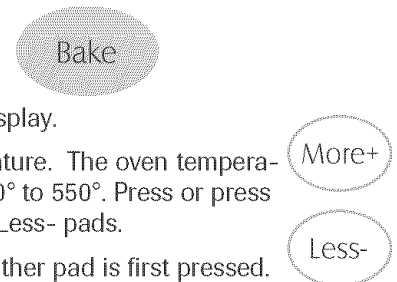 Bake
splay.
ature. The oven tempera-
0° to 550°. Press or press
Less- pads.
ther pad is first pressed.
More+
Less-